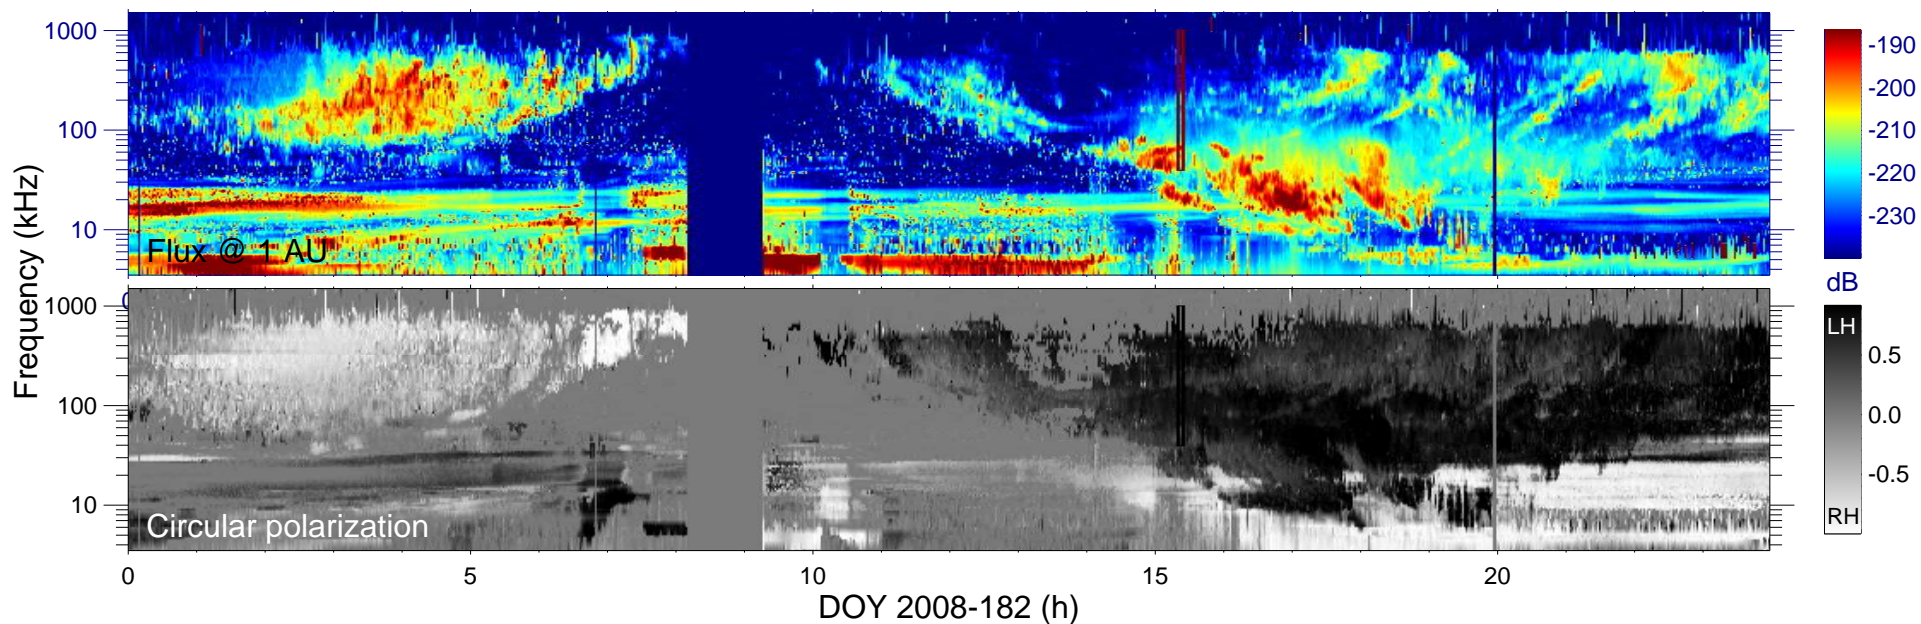 1000
100
10
Flux @ 1 AU
-190
-200
-210
-220
-230
dB
0
Frequency (kHz)
1000
100
10
Circular polarization
LH
0.5
0.0
-0.5
RH
0 5 10 15 20
DOY 2008-182 (h)